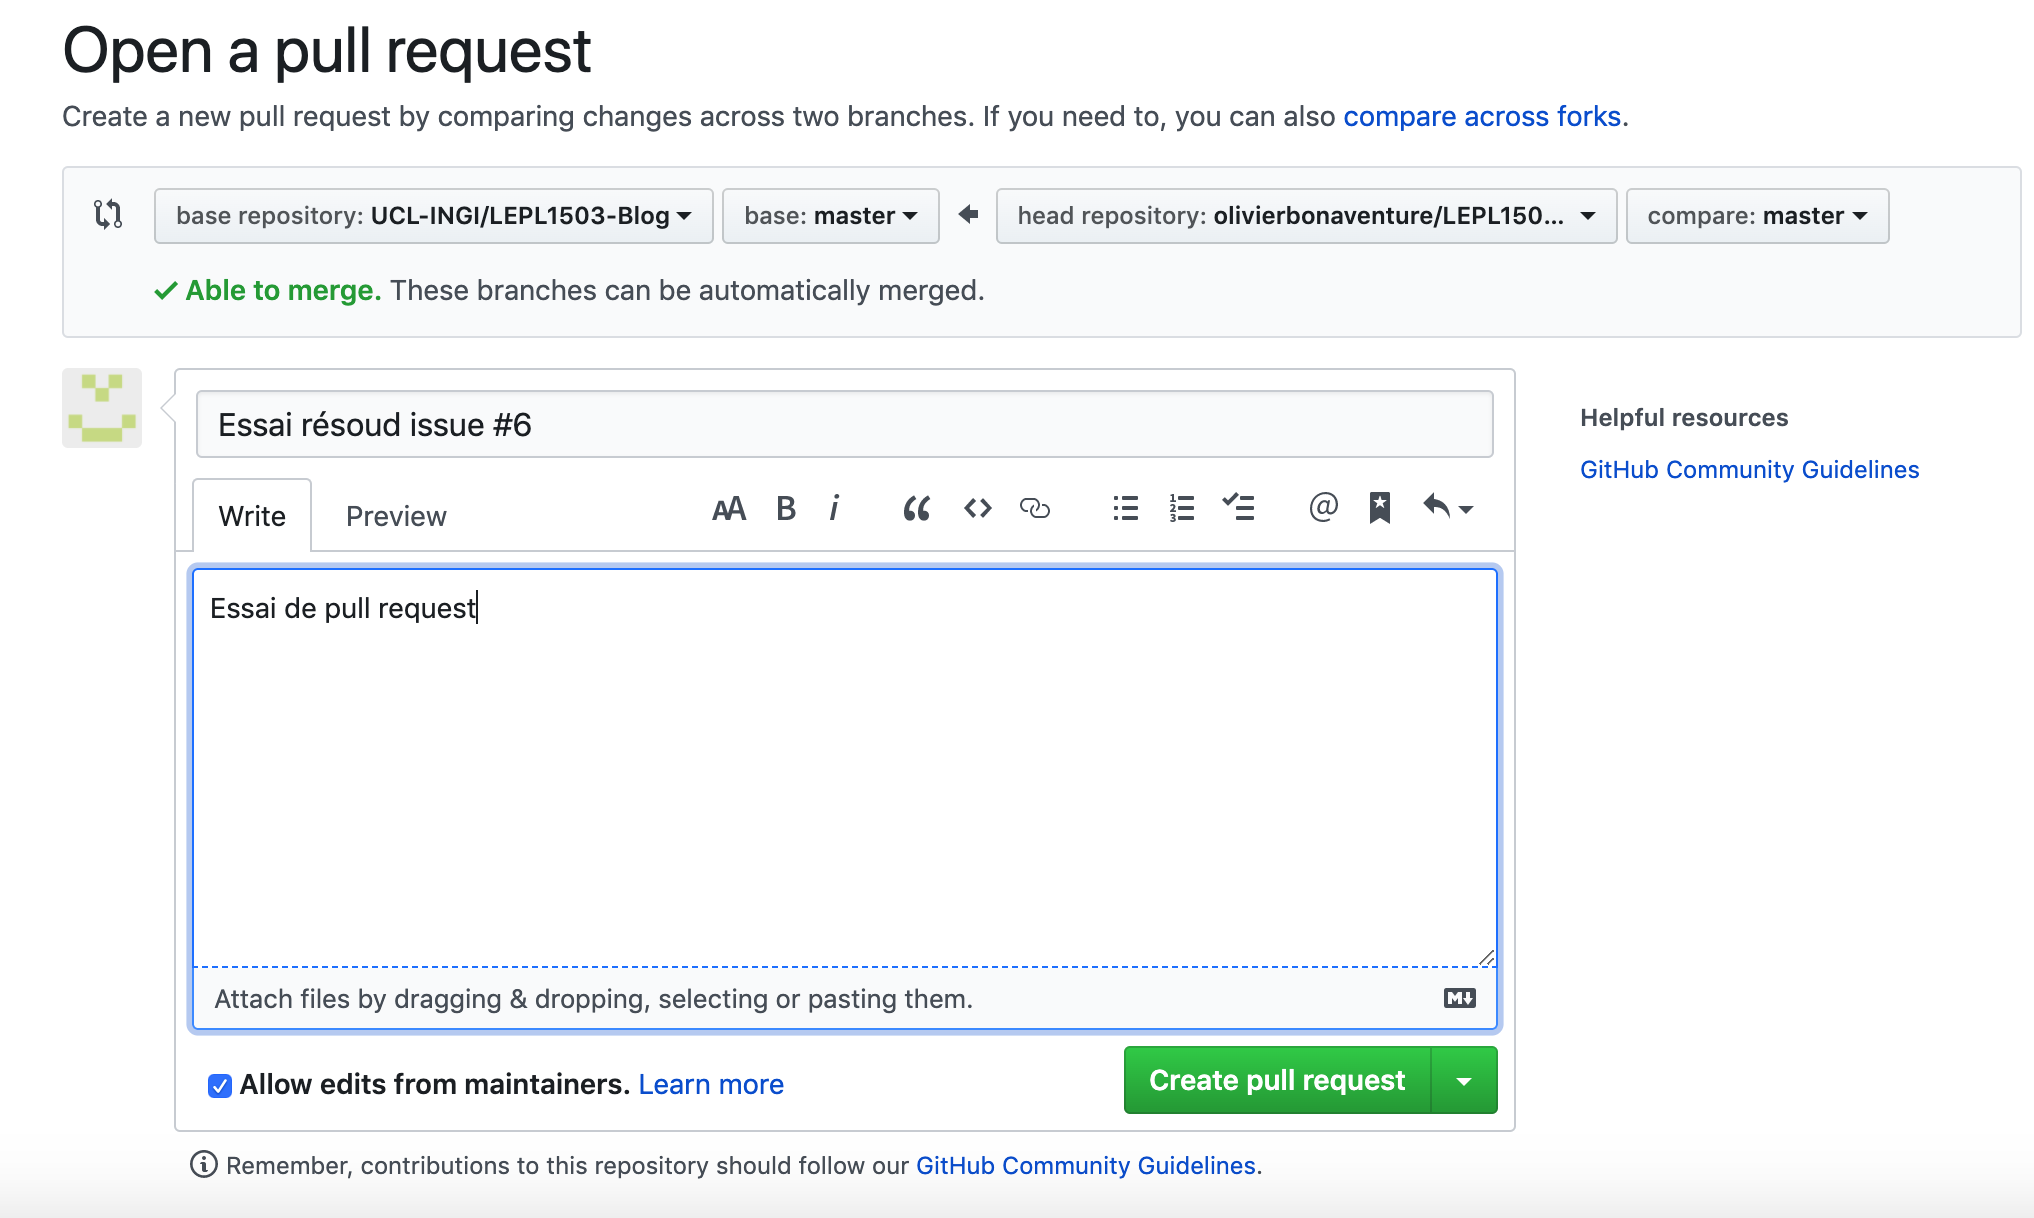 Open a pull request
Create a new pull request by comparing changes across two branches. If you need to, you can also compare across forks.
base repository: UCL-INGI/LEPL1503-Blog base: master head repository: olivierbonaventure/LEPL150... compare: master
Able to merge. These branches can be automatically merged.
Essai résoud issue #6
Helpful resources
GitHub Community Guidelines
Write Preview
Essai de pull request
Attach files by dragging & dropping, selecting or pasting them.
Allow edits from maintainers. Learn more
Create pull request
Remember, contributions to this repository should follow our GitHub Community Guidelines.